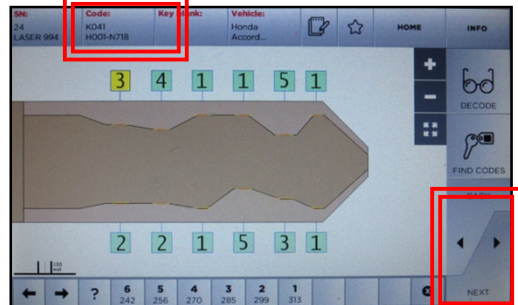 SN:
24
LASER 994
Code:
K041
H001-N718
Key blank:
Vehicle:
Honda
Accord...
HOME
INFO
3 4 1 1 5 1
DECODE
FIND CODES
BACK
2 2 1 5 3 1
NEXT
? 6 5 4 3 2 1
242 256 270 285 299 313